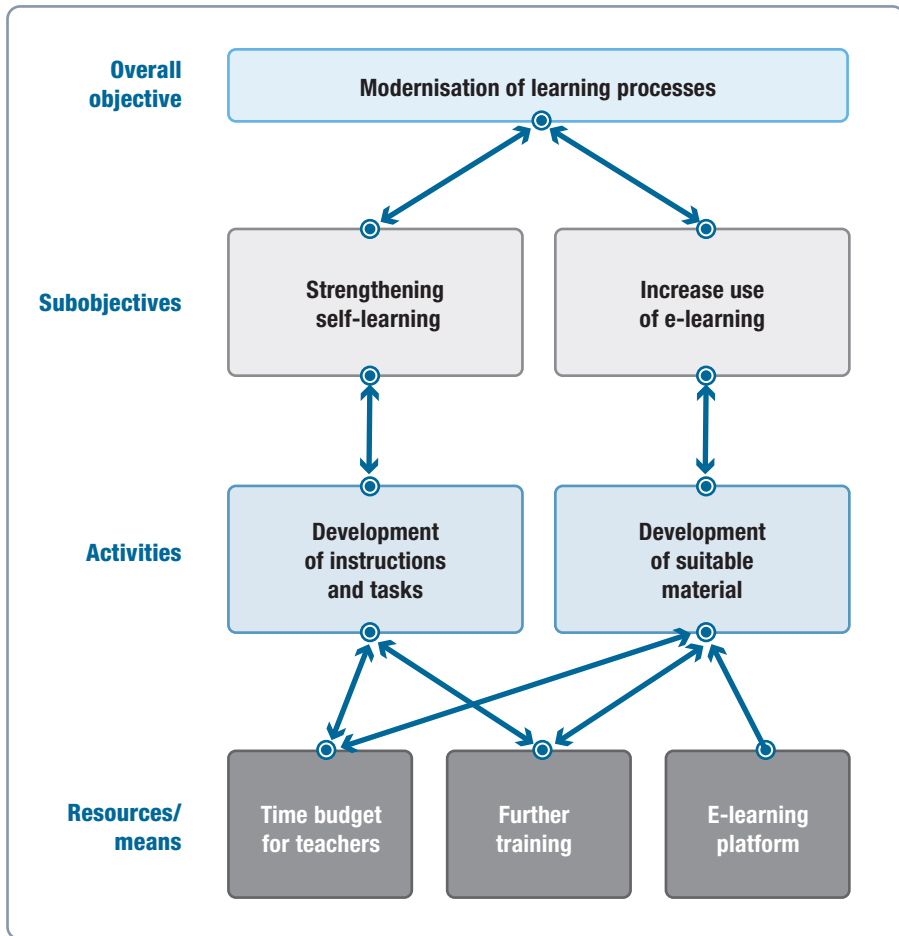 Overall
objective
Modernisation of learning processes
Subobjectives
Strengthening
self-learning
Increase use
of e-learning
Activities
Development
of instructions
and tasks
Development
of suitable
material
Resources/
means
Time budget
for teachers
Further
training
E-learning
platform